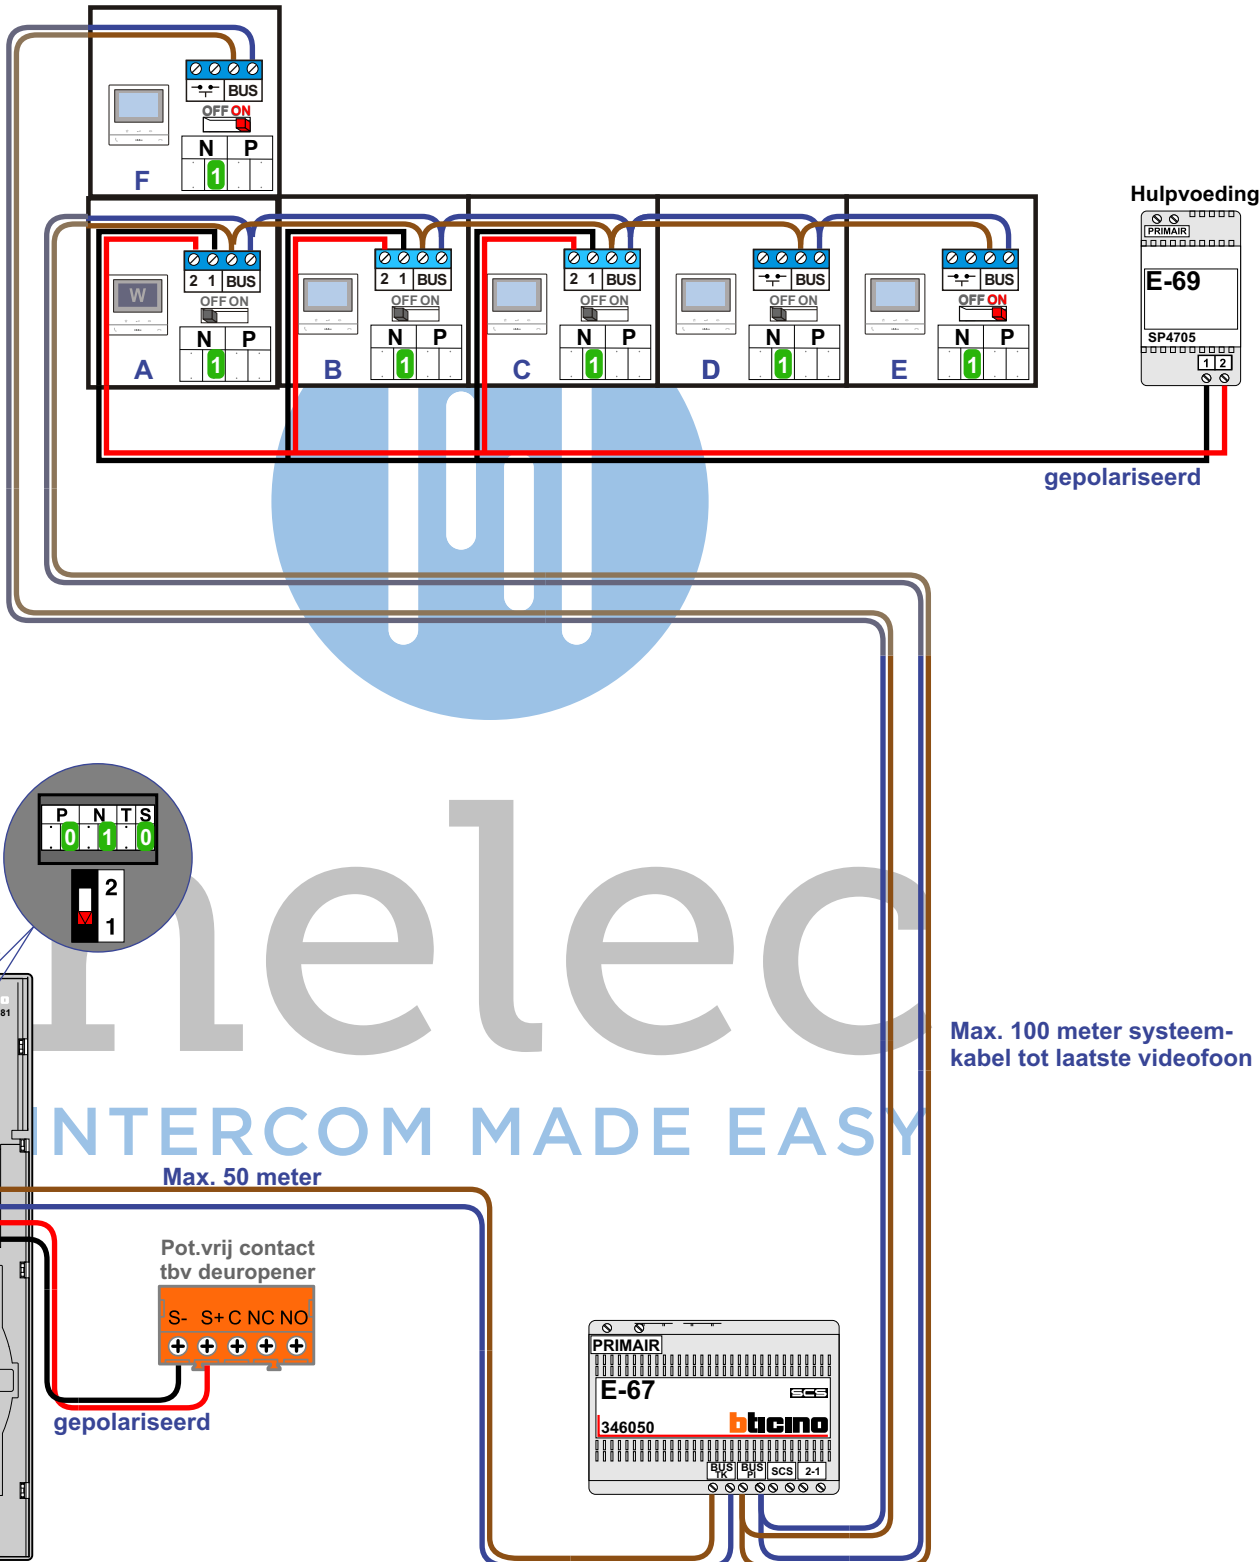 BUS
OFF ON
N P
1
F
Hulpvoeding
PRIMAIR
E-69
SP4705
1 2
2 1 BUS
OFF ON
W
N P
1
A
2 1 BUS
OFF ON
N P
1
B
2 1 BUS
OFF ON
N P
1
C
BUS
OFF ON
N P
1
D
BUS
OFF ON
N P
1
E
gepolariseerd
P N T S
0 1 0
2
1
81
nelec
INTERCOM MADE EASY
Max. 100 meter systeem-
kabel tot laatste videofoon
Max. 50 meter
Pot.vrij contact
tbv deuropener
S- S+ C NC NO
gepolariseerd
PRIMAIR
E-67
SCS
346050
bticino
BUS TK BUS PI SCS 2-1